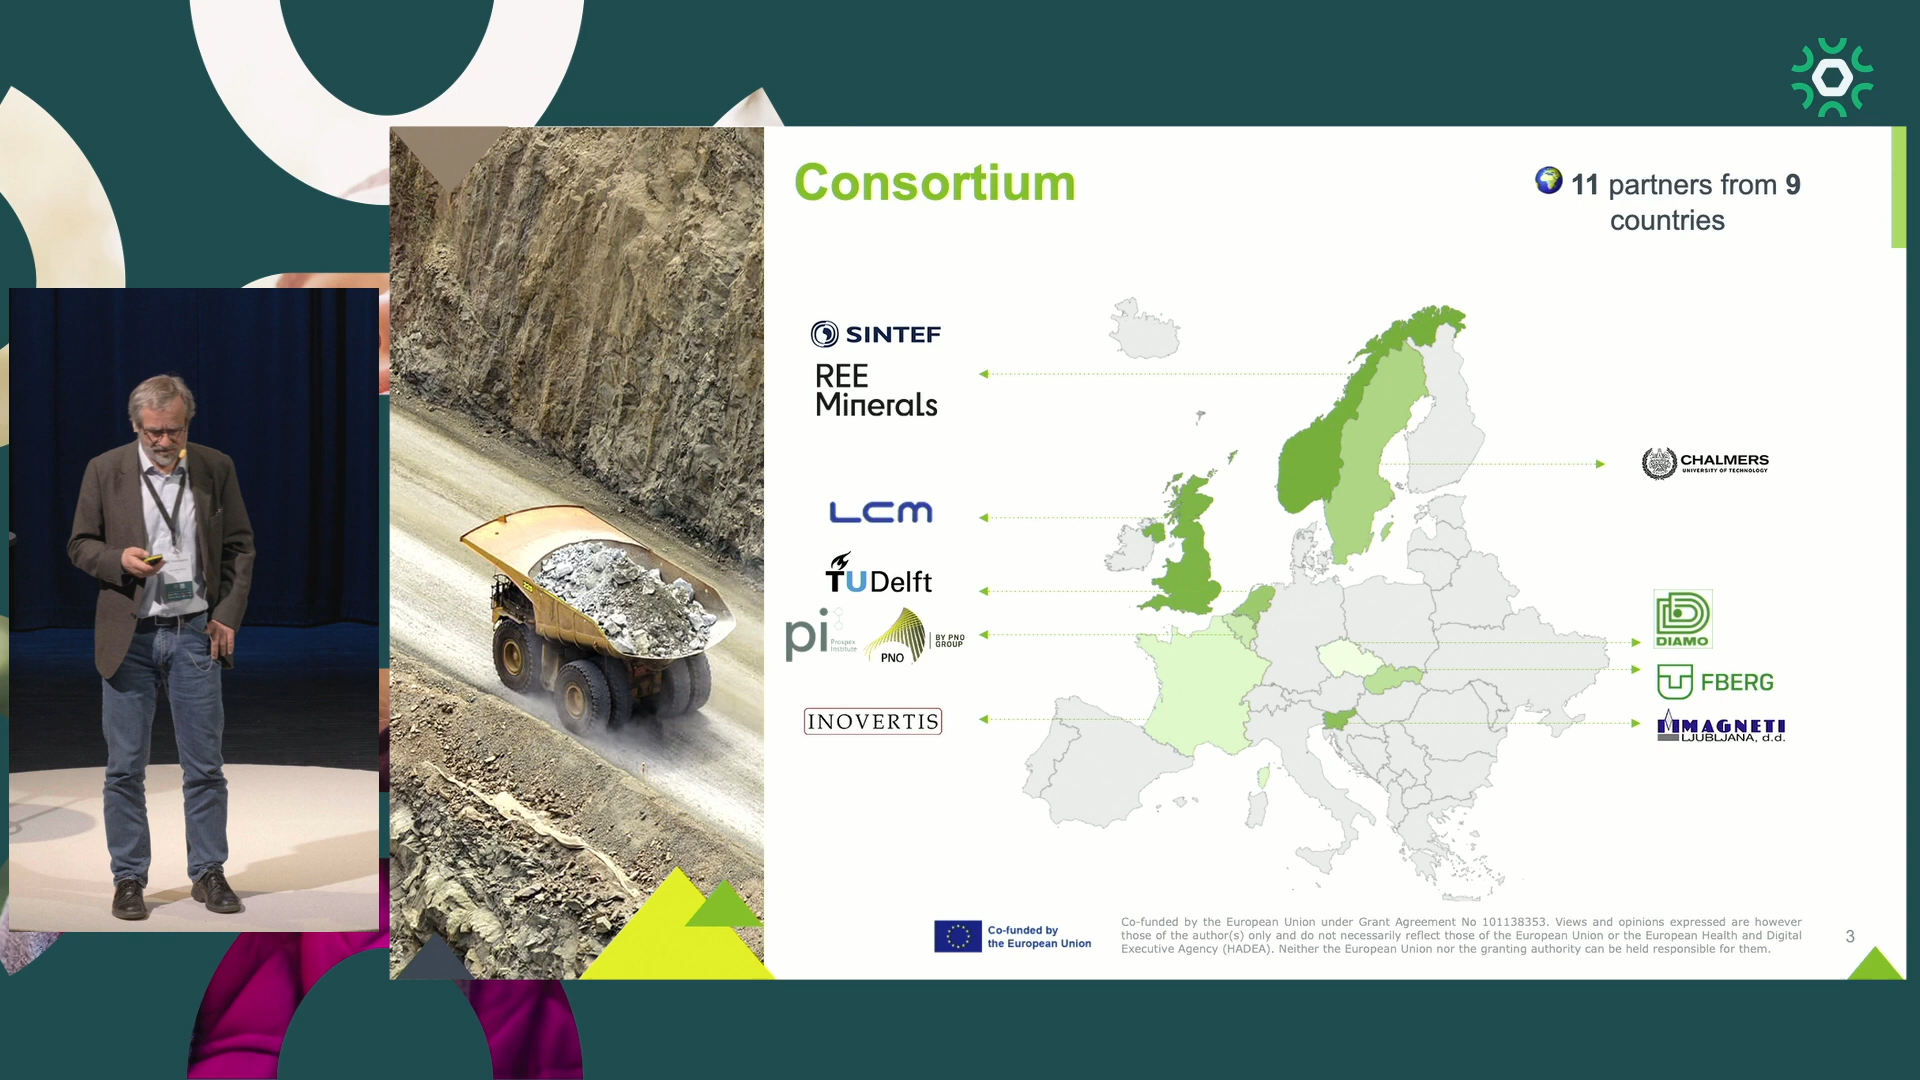 Consortium
11 partners from 9
countries
SINTEF
REE
Minerals
CHALMERS
UNIVERSITY OF TECHNOLOGY
LCM
TUDelft
pi
Prospex
Institute
PNO
BY PNO
GROUP
INOVERTIS
DIAMO
FBERG
MAGNETI
LJUBLJANA, d.d.
Co-funded by
the European Union
Co-funded by the European Union under Grant Agreement No 101138353. Views and opinions expressed are however
those of the author(s) only and do not necessarily reflect those of the European Union or the European Health and Digital
Executive Agency (HADEA). Neither the European Union nor the granting authority can be held responsible for them.
3